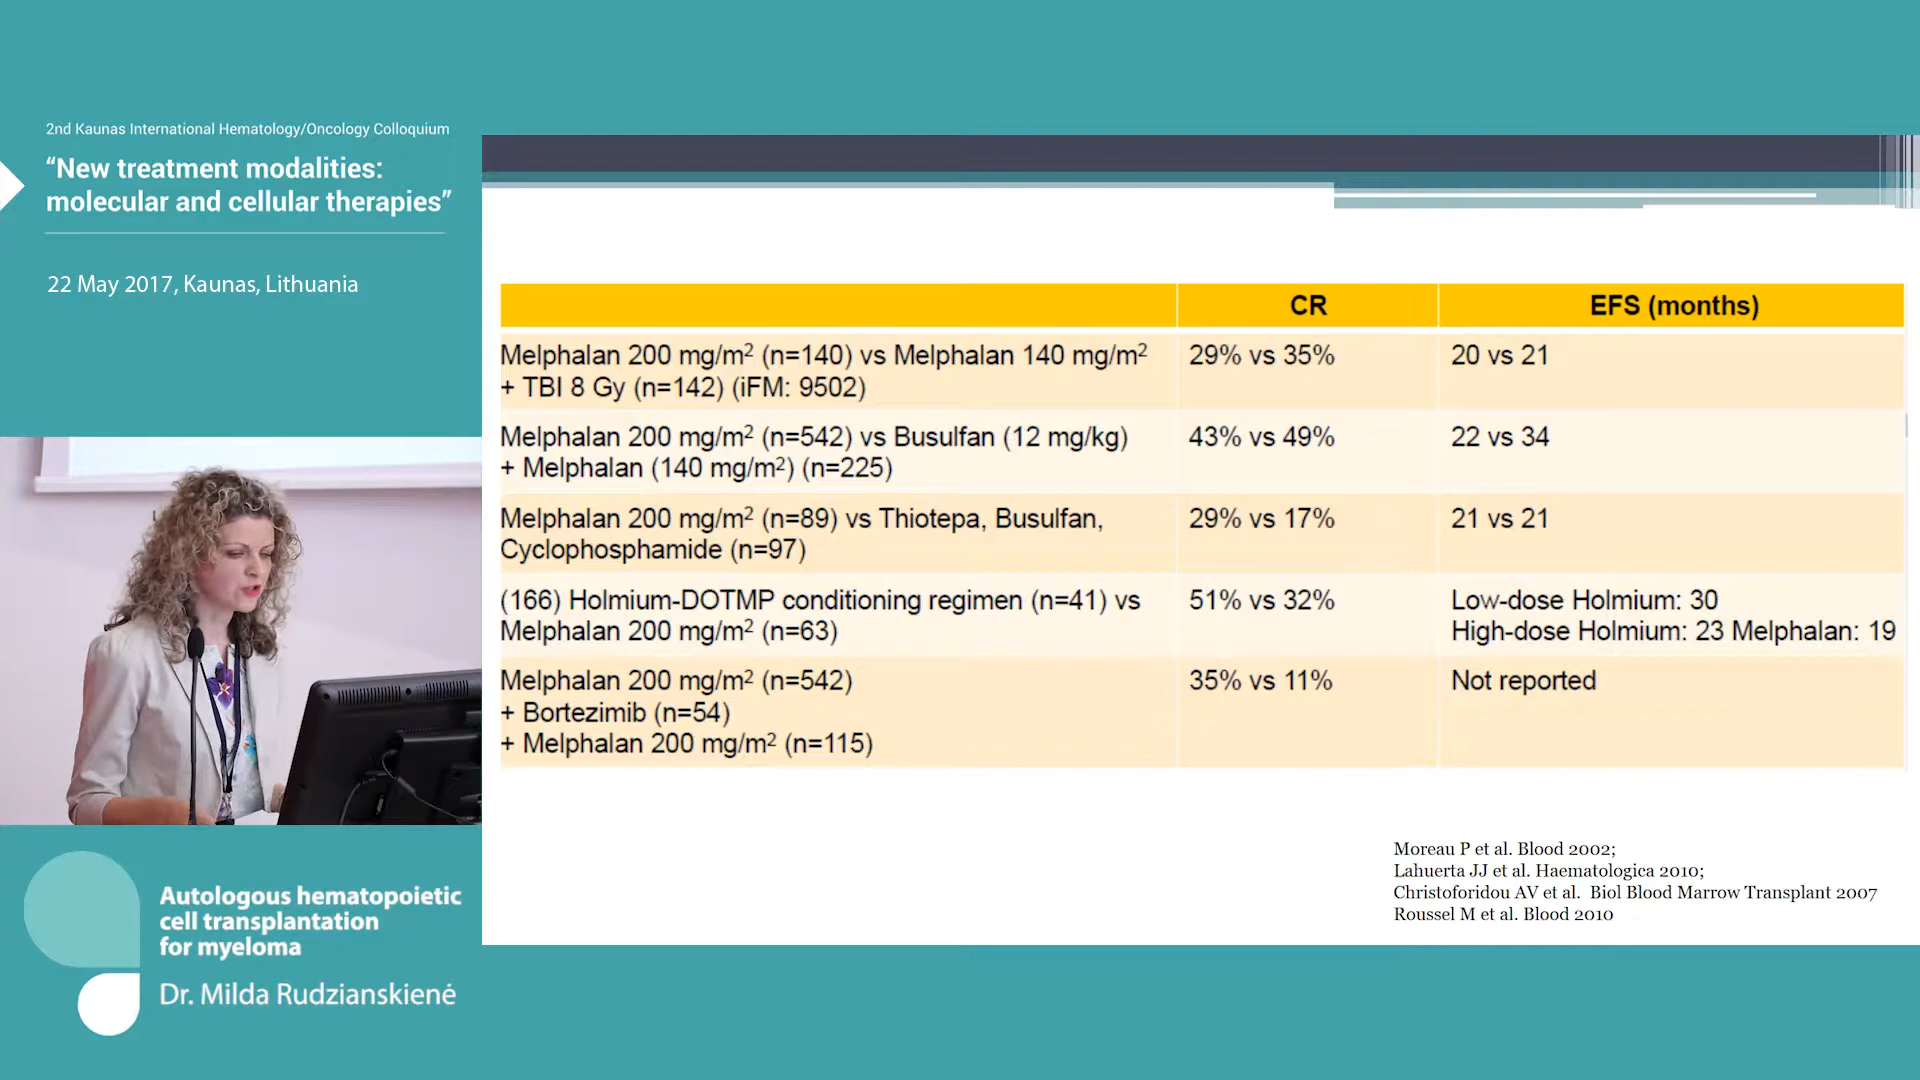 2nd Kaunas International Hematology/Oncology Colloquium
“New treatment modalities:
molecular and cellular therapies”
22 May 2017, Kaunas, Lithuania
CR
EFS (months)
Melphalan 200 mg/m² (n=140) vs Melphalan 140 mg/m²
+ TBI 8 Gy (n=142) (iFM: 9502)
29% vs 35%
20 vs 21
Melphalan 200 mg/m² (n=542) vs Busulfan (12 mg/kg)
+ Melphalan (140 mg/m²) (n=225)
43% vs 49%
22 vs 34
Melphalan 200 mg/m² (n=89) vs Thiotepa, Busulfan,
Cyclophosphamide (n=97)
29% vs 17%
21 vs 21
(166) Holmium-DOTMP conditioning regimen (n=41) vs
Melphalan 200 mg/m² (n=63)
51% vs 32%
Low-dose Holmium: 30
High-dose Holmium: 23 Melphalan: 19
Melphalan 200 mg/m² (n=542)
+ Bortezimib (n=54)
+ Melphalan 200 mg/m² (n=115)
35% vs 11%
Not reported
Moreau P et al. Blood 2002;
Lahuerta JJ et al. Haematologica 2010;
Christoforidou AV et al. Biol Blood Marrow Transplant 2007
Roussel M et al. Blood 2010
Autologous hematopoietic
cell transplantation
for myeloma
Dr. Milda Rudzianskienė